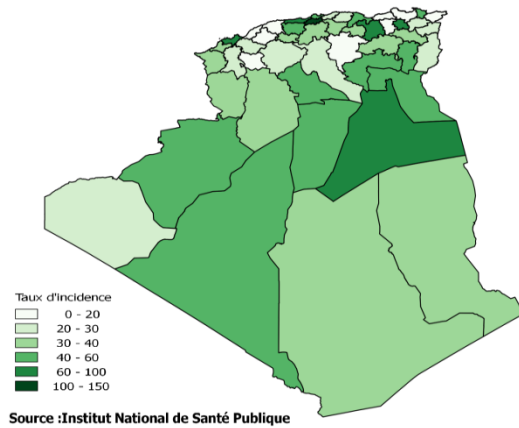 Taux d'incidence
0 - 20
20 - 30
30 - 40
40 - 60
60 - 100
100 - 150
Source :Institut National de Santé Publique